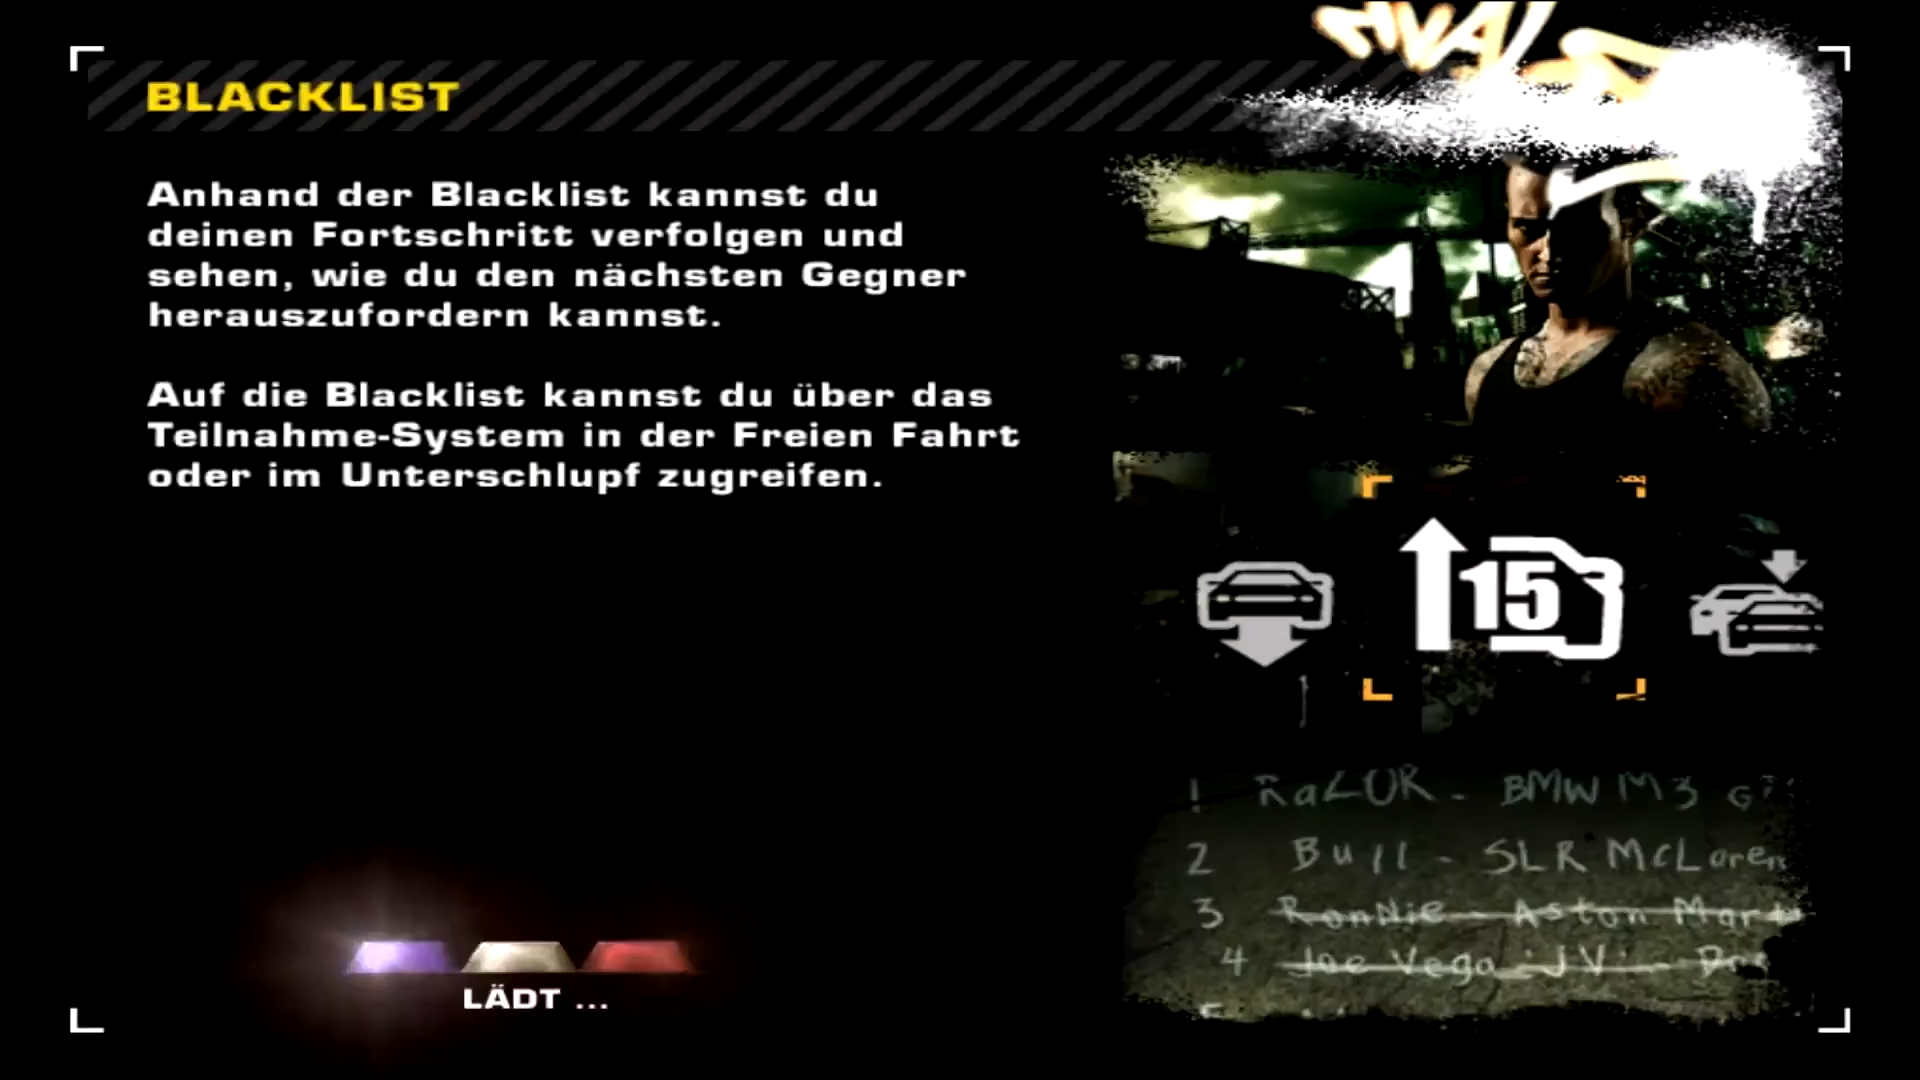 BLACKLIST
Anhand der Blacklist kannst du
deinen Fortschritt verfolgen und
sehen, wie du den nächsten Gegner
herauszufordern kannst.
Auf die Blacklist kannst du über das
Teilnahme-System in der Freien Fahrt
oder im Unterschlupf zugreifen.
15
1 RaZOR - BMW M3
2 Bull - SLR McLaren
3 RonNie - Aston
4 Joe Vega 'JV' -
LÄDT ...